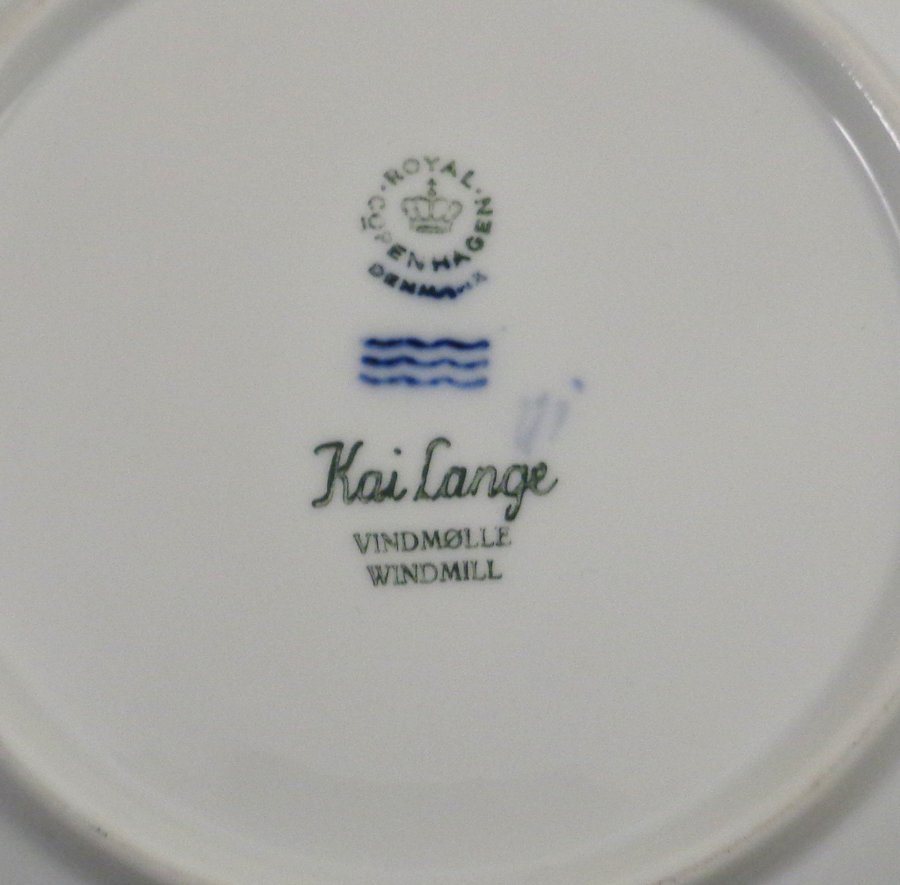 ROYAL COPENHAGEN
DENMARK
Kai Lange
VINDMØLLE
WINDMILL